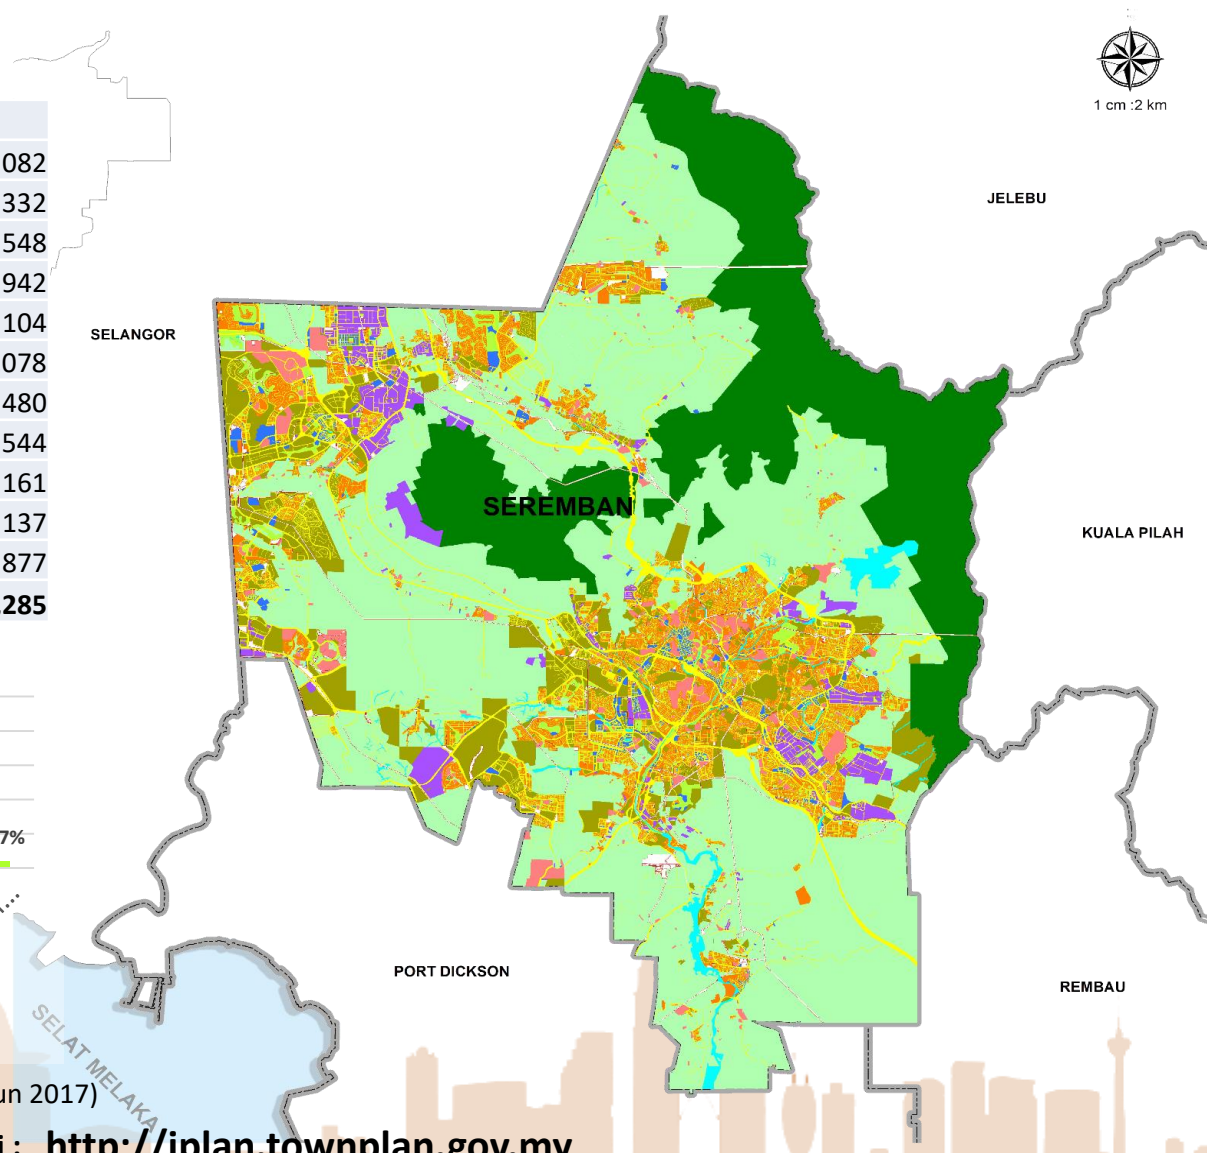 1 cm :2 km
082
332
548
942
104
078
480
544
161
137
877
.285
JELEBU
SELANGOR
SEREMBAN
KUALA PILAH
7%
PORT DICKSON
REMBAU
SELAT MELAKA
un 2017)
i : http://iplan.townplan.gov.my